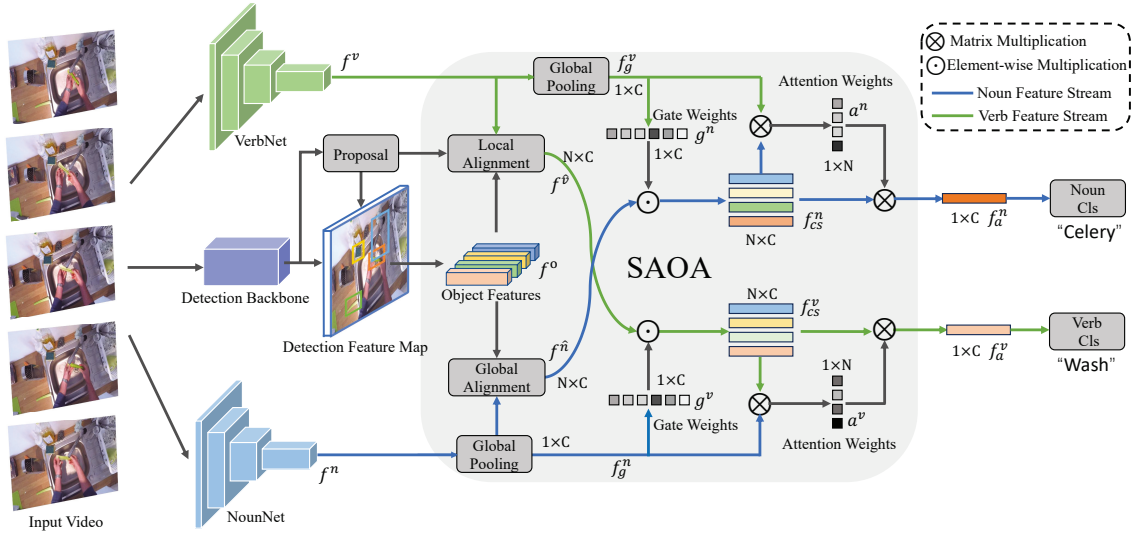 VerbNet
f^v
Global
Pooling
f_g^v
1×C
Gate Weights
g^n
1×C
Attention Weights
a^n
1×N
Matrix Multiplication
Element-wise Multiplication
Noun Feature Stream
Verb Feature Stream
Proposal
Local
Alignment
N×C
f^v̂
f_cs^n
N×C
1×C f_a^n
Noun
Cls
“Celery”
Detection Backbone
f^o
Object Features
SAOA
Detection Feature Map
N×C
f_cs^v
1×C f_a^v
Verb
Cls
“Wash”
Global
Alignment
f^n̂
N×C
1×C
g^v
Gate Weights
1×N
a^v
Attention Weights
Global
Pooling
1×C
f_g^n
f^n
NounNet
Input Video